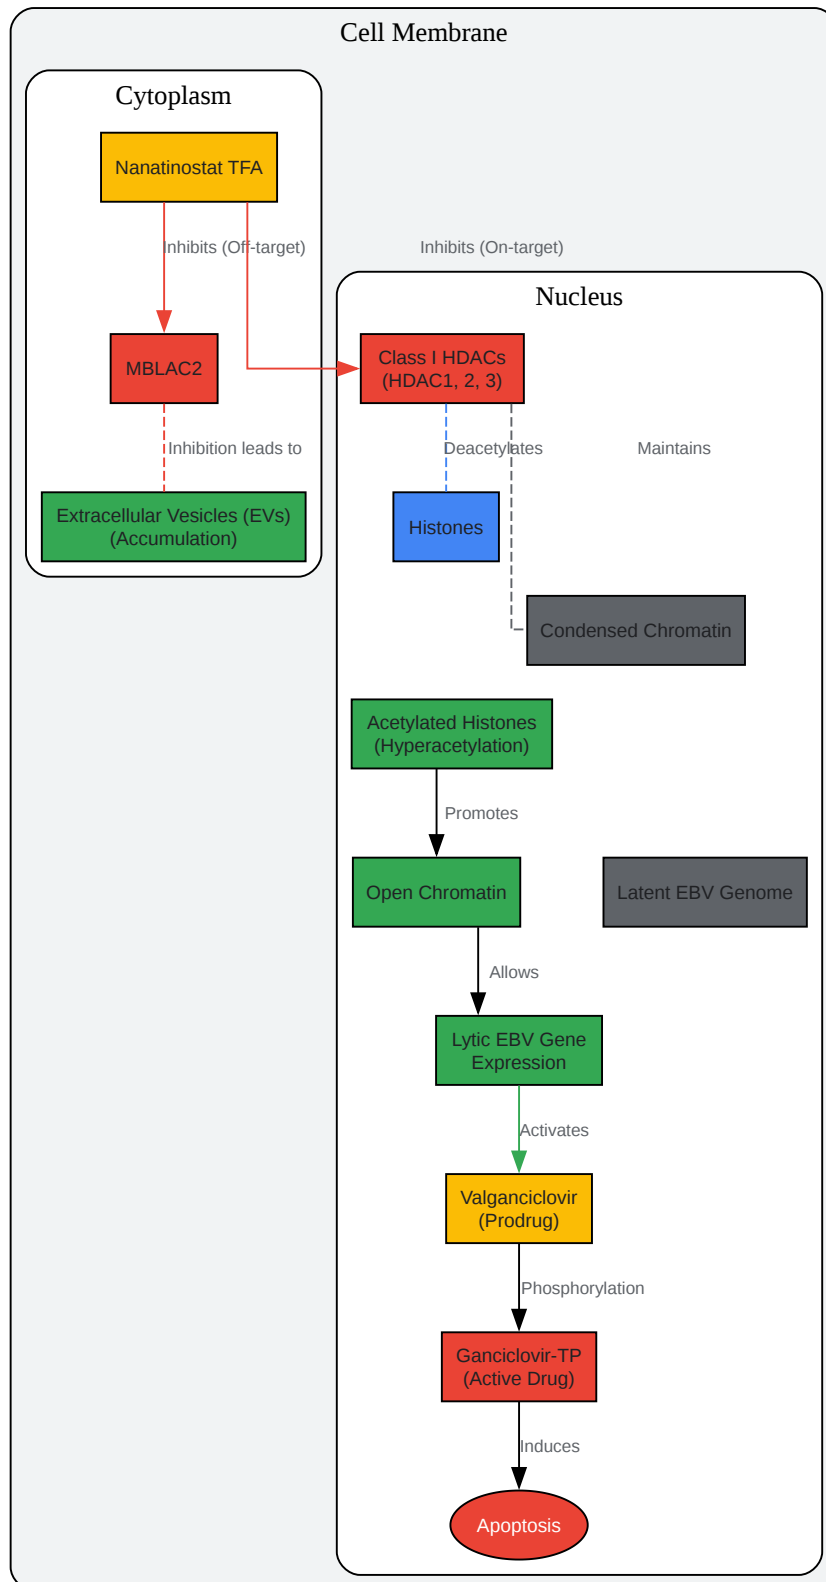 Cell Membrane
Cytoplasm
Nanatinostat TFA
Inhibits (Off-target)
Inhibits (On-target)
Nucleus
MBLAC2
Class I HDACs
(HDAC1, 2, 3)
Inhibition leads to
Deacetylates
Maintains
Extracellular Vesicles (EVs)
(Accumulation)
Histones
Condensed Chromatin
Acetylated Histones
(Hyperacetylation)
Promotes
Open Chromatin
Latent EBV Genome
Allows
Lytic EBV Gene
Expression
Activates
Valganciclovir
(Prodrug)
Phosphorylation
Ganciclovir-TP
(Active Drug)
Induces
Apoptosis